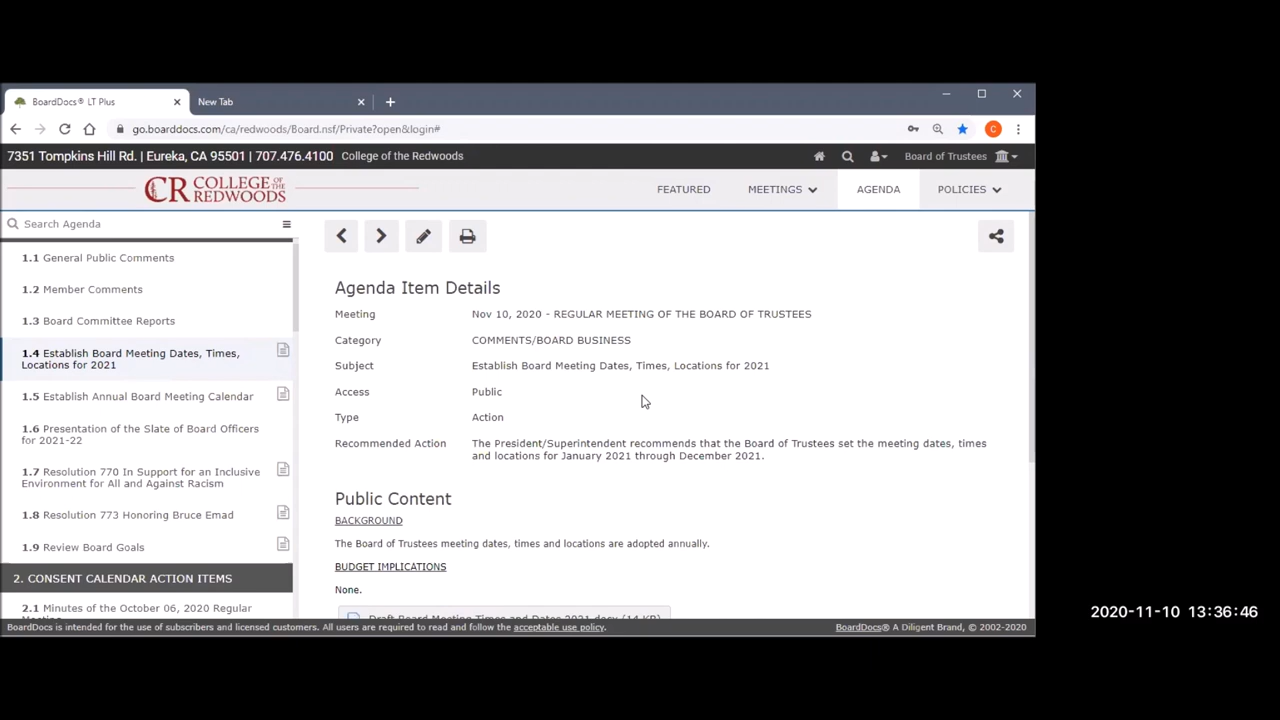 BoardDocs® LT Plus
New Tab
go.boarddocs.com/ca/redwoods/Board.nsf/Private?open&login#
C
7351 Tompkins Hill Rd. | Eureka, CA 95501 | 707.476.4100 College of the Redwoods
Board of Trustees
CR COLLEGE OF THE REDWOODS
FEATURED
MEETINGS
AGENDA
POLICIES
Search Agenda
1.1 General Public Comments
1.2 Member Comments
1.3 Board Committee Reports
1.4 Establish Board Meeting Dates, Times,
Locations for 2021
1.5 Establish Annual Board Meeting Calendar
1.6 Presentation of the Slate of Board Officers
for 2021-22
1.7 Resolution 770 In Support for an Inclusive
Environment for All and Against Racism
1.8 Resolution 773 Honoring Bruce Emad
1.9 Review Board Goals
2. CONSENT CALENDAR ACTION ITEMS
2.1 Minutes of the October 06, 2020 Regular
Agenda Item Details
Meeting Nov 10, 2020 - REGULAR MEETING OF THE BOARD OF TRUSTEES
Category COMMENTS/BOARD BUSINESS
Subject Establish Board Meeting Dates, Times, Locations for 2021
Access Public
Type Action
Recommended Action The President/Superintendent recommends that the Board of Trustees set the meeting dates, times
and locations for January 2021 through December 2021.
Public Content
BACKGROUND
The Board of Trustees meeting dates, times and locations are adopted annually.
BUDGET IMPLICATIONS
None.
Draft Board Meeting Times and Dates 2021.docx (14 KB)
BoardDocs is intended for the use of subscribers and licensed customers. All users are required to read and follow the acceptable use policy.
BoardDocs® A Diligent Brand, © 2002-2020
2020-11-10 13:36:46